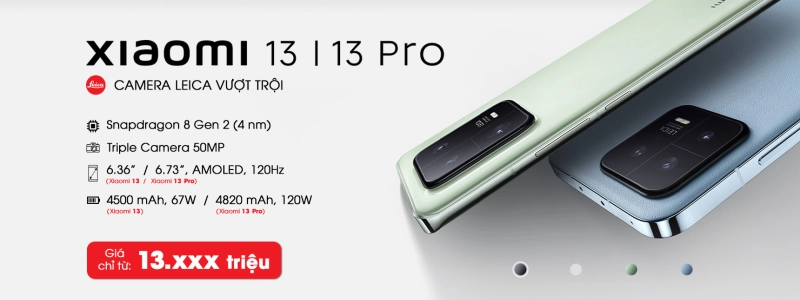 XIAOMI 13 | 13 Pro
Leica CAMERA LEICA VƯỢT TRỘI
Snapdragon 8 Gen 2 (4 nm)
Triple Camera 50MP
6.36” / 6.73”, AMOLED, 120Hz
(Xiaomi 13 / Xiaomi 13 Pro)
4500 mAh, 67W / 4820 mAh, 120W
(Xiaomi 13) (Xiaomi 13 Pro)
Giá
chỉ từ: 13.xxx triệu